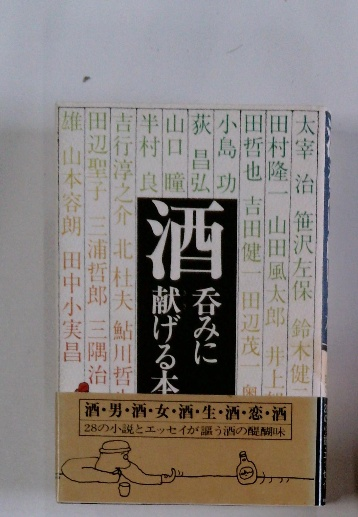 太宰 治 笹沢左保 鈴木健
田村隆一 山田風太郎 井上
田哲也 吉田健一 田辺茂一 奥
小島 功
荻 昌弘
山口 瞳
半村 良
吉行淳之介 北 杜夫 鮎川哲
田辺聖子 三浦哲郎 三隅治
雄 山本容朗 田中小実昌
酒
呑みに
献げる本
酒・男・酒・女・酒・生・酒・恋・酒
28の小説とエッセイが謳う酒の醍醐味